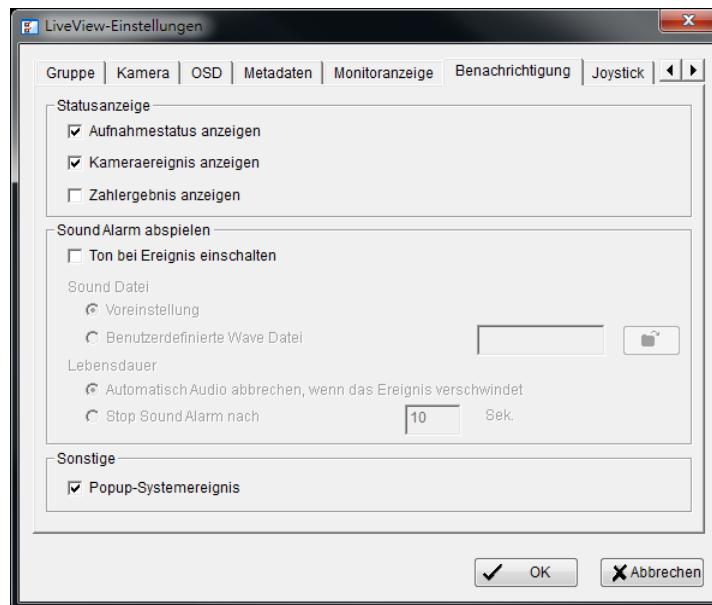 LiveView-Einstellungen
Gruppe Kamera OSD Metadaten Monitoranzeige Benachrichtigung Joystick
Statusanzeige
Aufnahmestatus anzeigen
Kameraereignis anzeigen
Zahlergebnis anzeigen
Sound Alarm abspielen
Ton bei Ereignis einschalten
Sound Datei
Voreinstellung
Benutzerdefinierte Wave Datei
Lebensdauer
Automatisch Audio abbrechen, wenn das Ereignis verschwindet
Stop Sound Alarm nach 10 Sek.
Sonstige
Popup-Systemereignis
OK Abbrechen